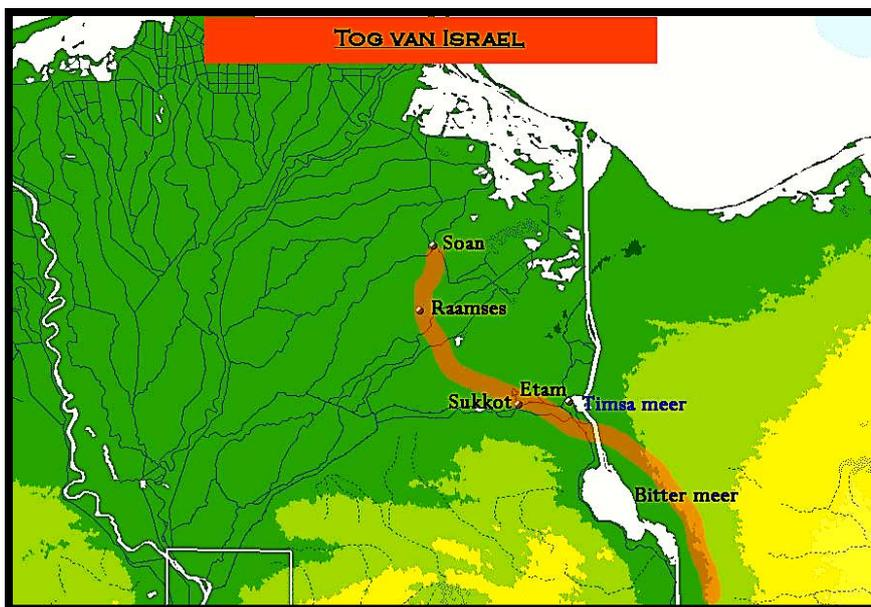 Tog van Israel
Soan
Raamses
Etam
Sukkot
Timsa meer
Bitter meer